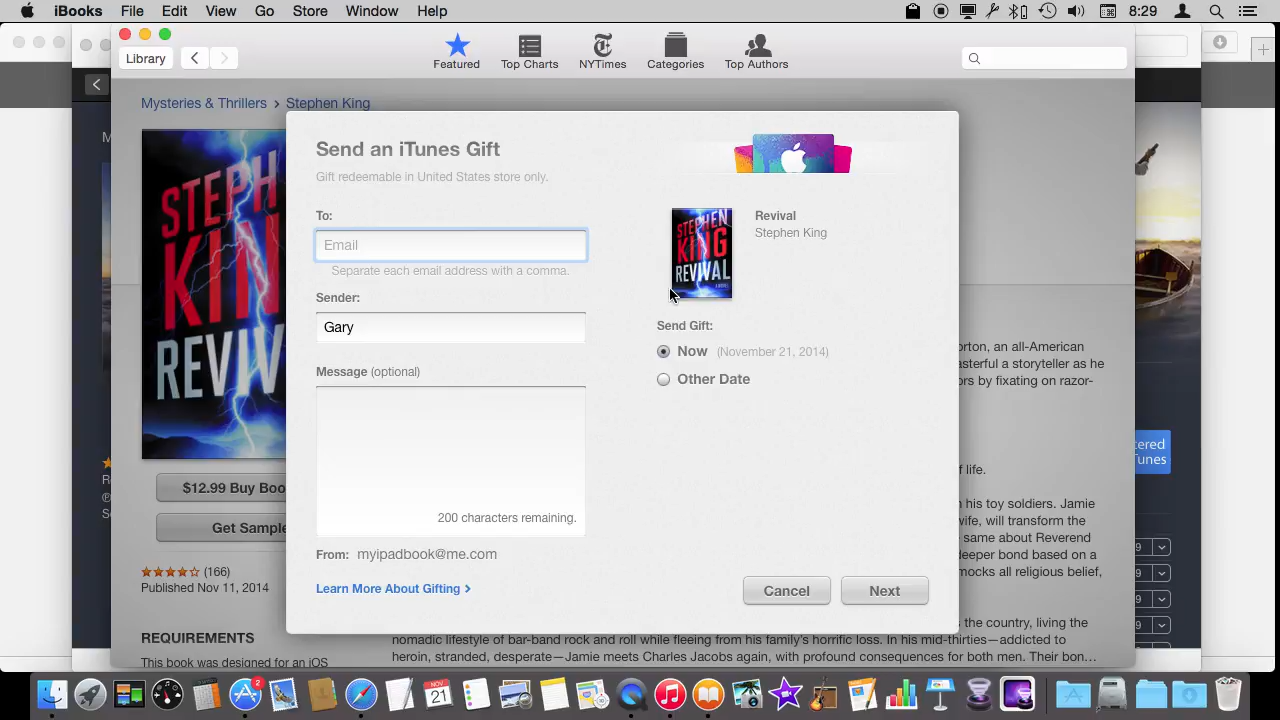 iBooks File Edit View Go Store Window Help 8:29
Library
Featured
Top Charts
NYTimes
Categories
Top Authors
Mysteries & Thrillers › Stephen King
STEPHEN
REVIVAL
Send an iTunes Gift
Gift redeemable in United States store only.
To:
Email
Separate each email address with a comma.
Sender:
Gary
Message (optional)
200 characters remaining.
From: myipadbook@me.com
Learn More About Gifting ›
STEPHEN
KING
REVIVAL
Revival
Stephen King
Send Gift:
Now (November 21, 2014)
Other Date
Cancel
Next
$12.99 Buy Boo
Get Sample
(166)
Published Nov 11, 2014
REQUIREMENTS
This book was designed for an iOS
orton, an all-American
asterful a storyteller as he
ors by fixating on razor-
of life.
his toy soldiers. Jamie
wife, will transform the
same about Reverend
deeper bond based on a
mocks all religious belief,
the country, living the
nomadic lifestyle of bar-band rock and roll while fleeing from his family's horrific loss. In his mid-thirties—addicted to
heroin, stranded, desperate—Jamie meets Charles Jacobs again, with profound consequences for both men. Their bon...
tered
Tunes
NOV
21
2